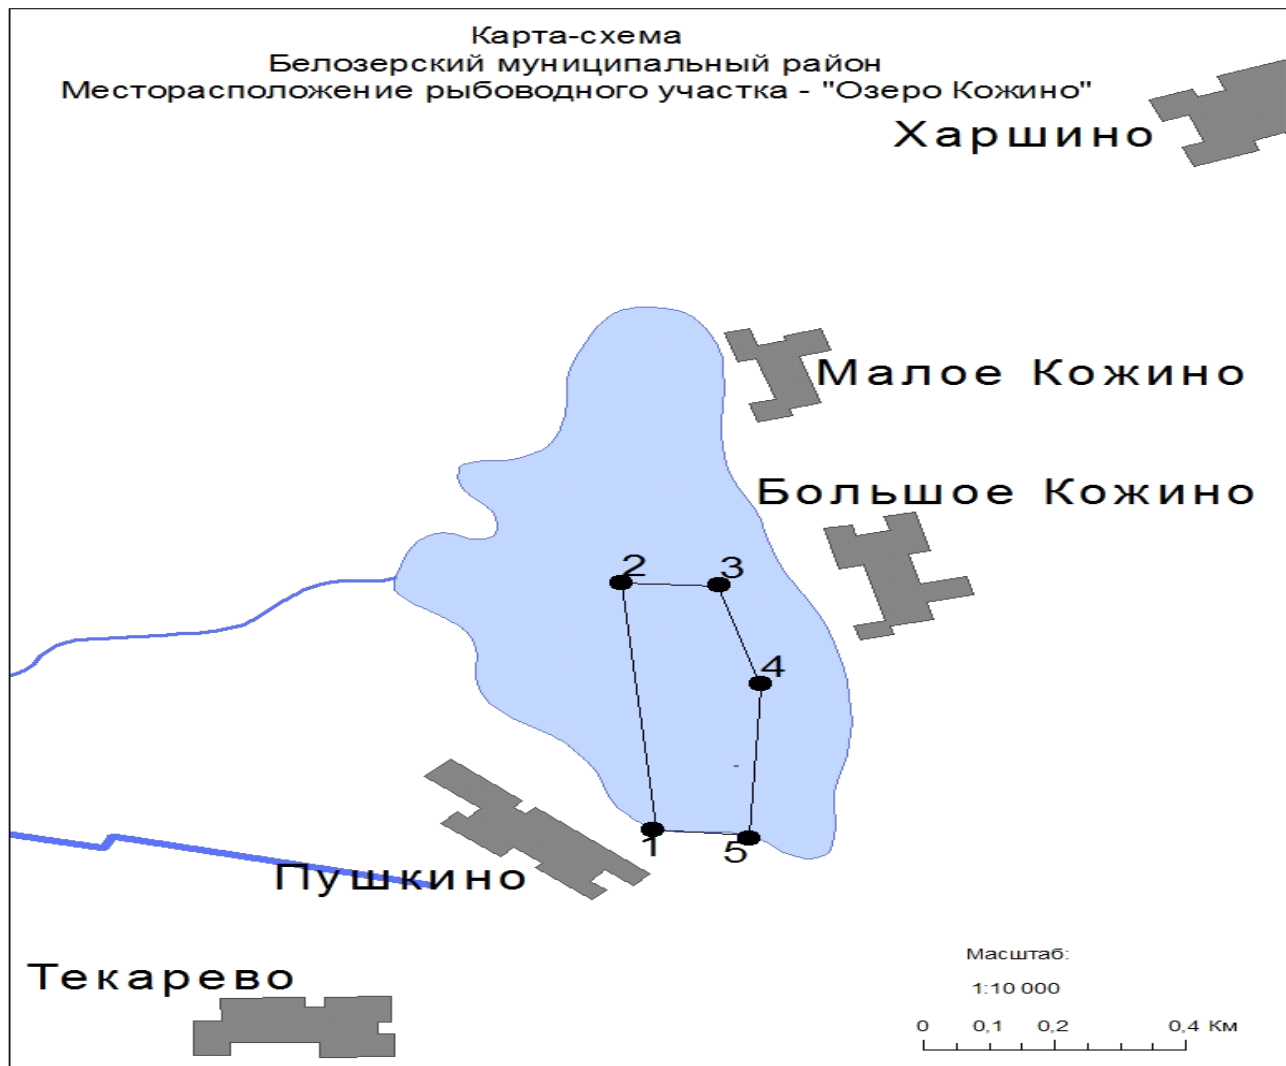 Карта-схема
Белозерский муниципальный район
Месторасположение рыбоводного участка - "Озеро Кожино"
Харшино
Малое Кожино
Большое Кожино
2
3
4
1
5
Пушкино
Текарево
Масштаб:
1:10 000
0 0,1 0,2 0,4 Км